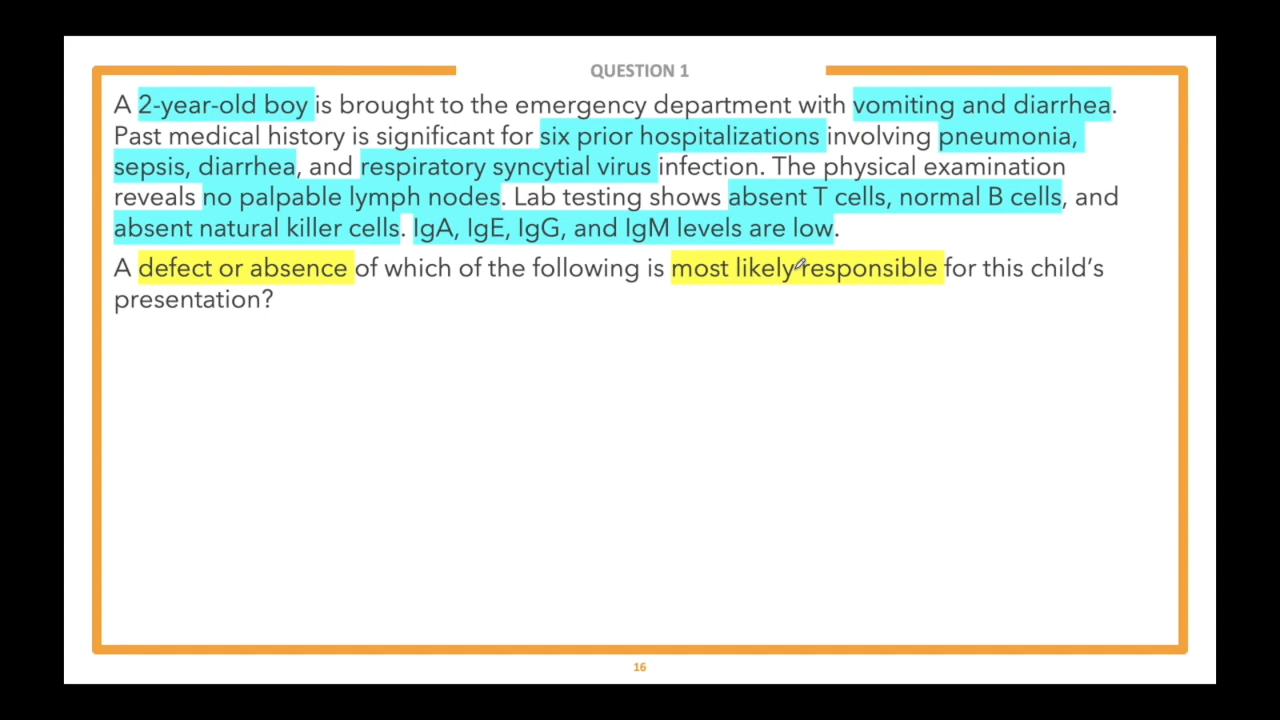 QUESTION 1
A 2-year-old boy is brought to the emergency department with vomiting and diarrhea.
Past medical history is significant for six prior hospitalizations involving pneumonia,
sepsis, diarrhea, and respiratory syncytial virus infection. The physical examination
reveals no palpable lymph nodes. Lab testing shows absent T cells, normal B cells, and
absent natural killer cells. IgA, IgE, IgG, and IgM levels are low.
A defect or absence of which of the following is most likely responsible for this child’s
presentation?
16